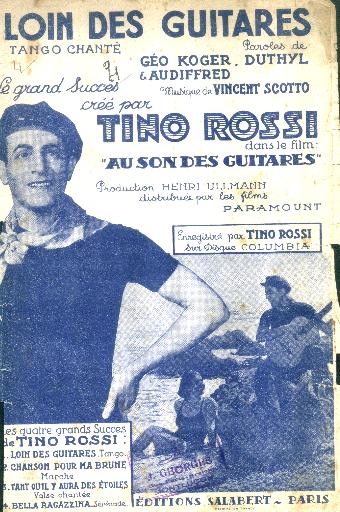 LOIN DES GUITARES
TANGO CHANTÉ
Paroles de
GÉO KOGER, DUTHYL
& AUDIFFRED
Musique de VINCENT SCOTTO
Le grand Succès
créé par
TINO ROSSI
dans le film:
"AU SON DES GUITARES"
Production HENRI ULLMANN
distribuée par les films
PARAMOUNT
Enregistré par TINO ROSSI
sur disque COLUMBIA
Les quatre grands Succès
de TINO ROSSI :
1. LOIN DES GUITARES. Tango.
2. CHANSON POUR MA BRUNE
Marche
3. TANT QU'IL Y AURA DES ÉTOILES
Valse chantée
4. BELLA RAGAZZINA. Sérénade.
GEORGES
ÉDITIONS SALABERT ~ PARIS